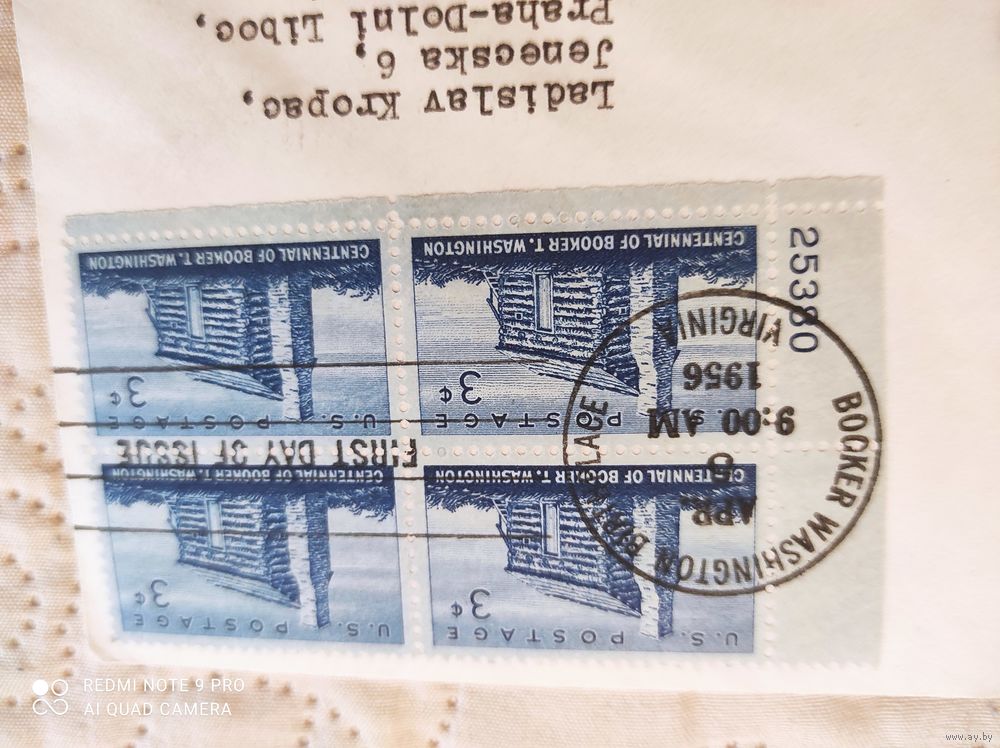 Ladislav Kropac,
Jenecska 6,
Praha-Dolni Liboc,
U.S. POSTAGE
3¢
CENTENNIAL OF BOOKER T. WASHINGTON
U.S. POSTAGE
3¢
CENTENNIAL OF BOOKER T. WASHINGTON
U.S. POSTAGE
3¢
CENTENNIAL OF BOOKER T. WASHINGTON
U.S. POSTAGE
3¢
CENTENNIAL OF BOOKER T. WASHINGTON
25380
BOOKER WASHINGTON BIRTHPLACE
APR
9:00 AM
1956
VIRGINIA
FIRST DAY OF ISSUE
REDMI NOTE 9 PRO
AI QUAD CAMERA
www.ay.by